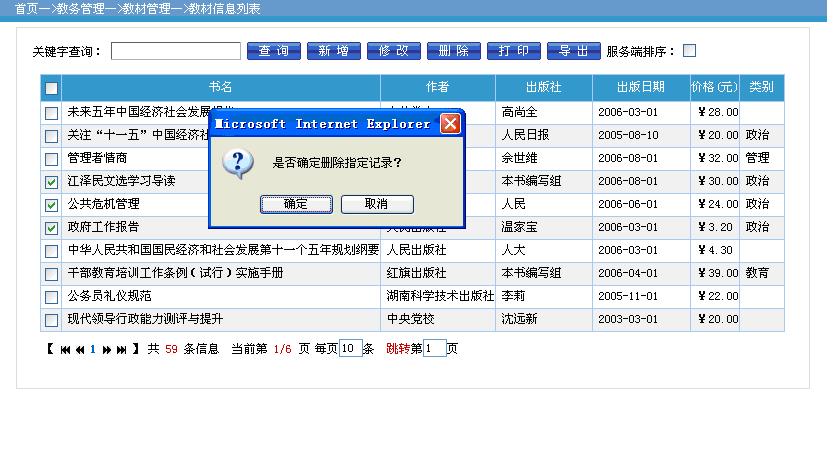 首页—>教务管理—>教材管理—>教材信息列表
关键字查询： 查 询 新 增 修 改 删 除 打 印 导 出 服务端排序：
书名 作者 出版社 出版日期 价格(元) 类别
未来五年中国经济社会发展 高尚全 2006-03-01 ￥28.00
关注“十一五”中国经济社 人民日报 2005-08-10 ￥20.00 政治
管理者情商 余世维 2006-08-01 ￥32.00 管理
江泽民文选学习导读 本书编写组 2006-08-01 ￥30.00 政治
公共危机管理 人民 2006-06-01 ￥24.00 政治
政府工作报告 人民出版社 温家宝 2006-03-01 ￥3.20 政治
中华人民共和国国民经济和社会发展第十一个五年规划纲要 人民出版社 人大 2006-03-01 ￥4.30
干部教育培训工作条例（试行）实施手册 红旗出版社 本书编写组 2006-04-01 ￥39.00 教育
公务员礼仪规范 湖南科学技术出版社 李莉 2005-11-01 ￥22.00
现代领导行政能力测评与提升 中央党校 沈远新 2003-03-01 ￥20.00
Microsoft Internet Explorer
是否确定删除指定记录？
确定 取消
【 1 】 共 59 条信息 当前第 1/6 页 每页10条 跳转第1页